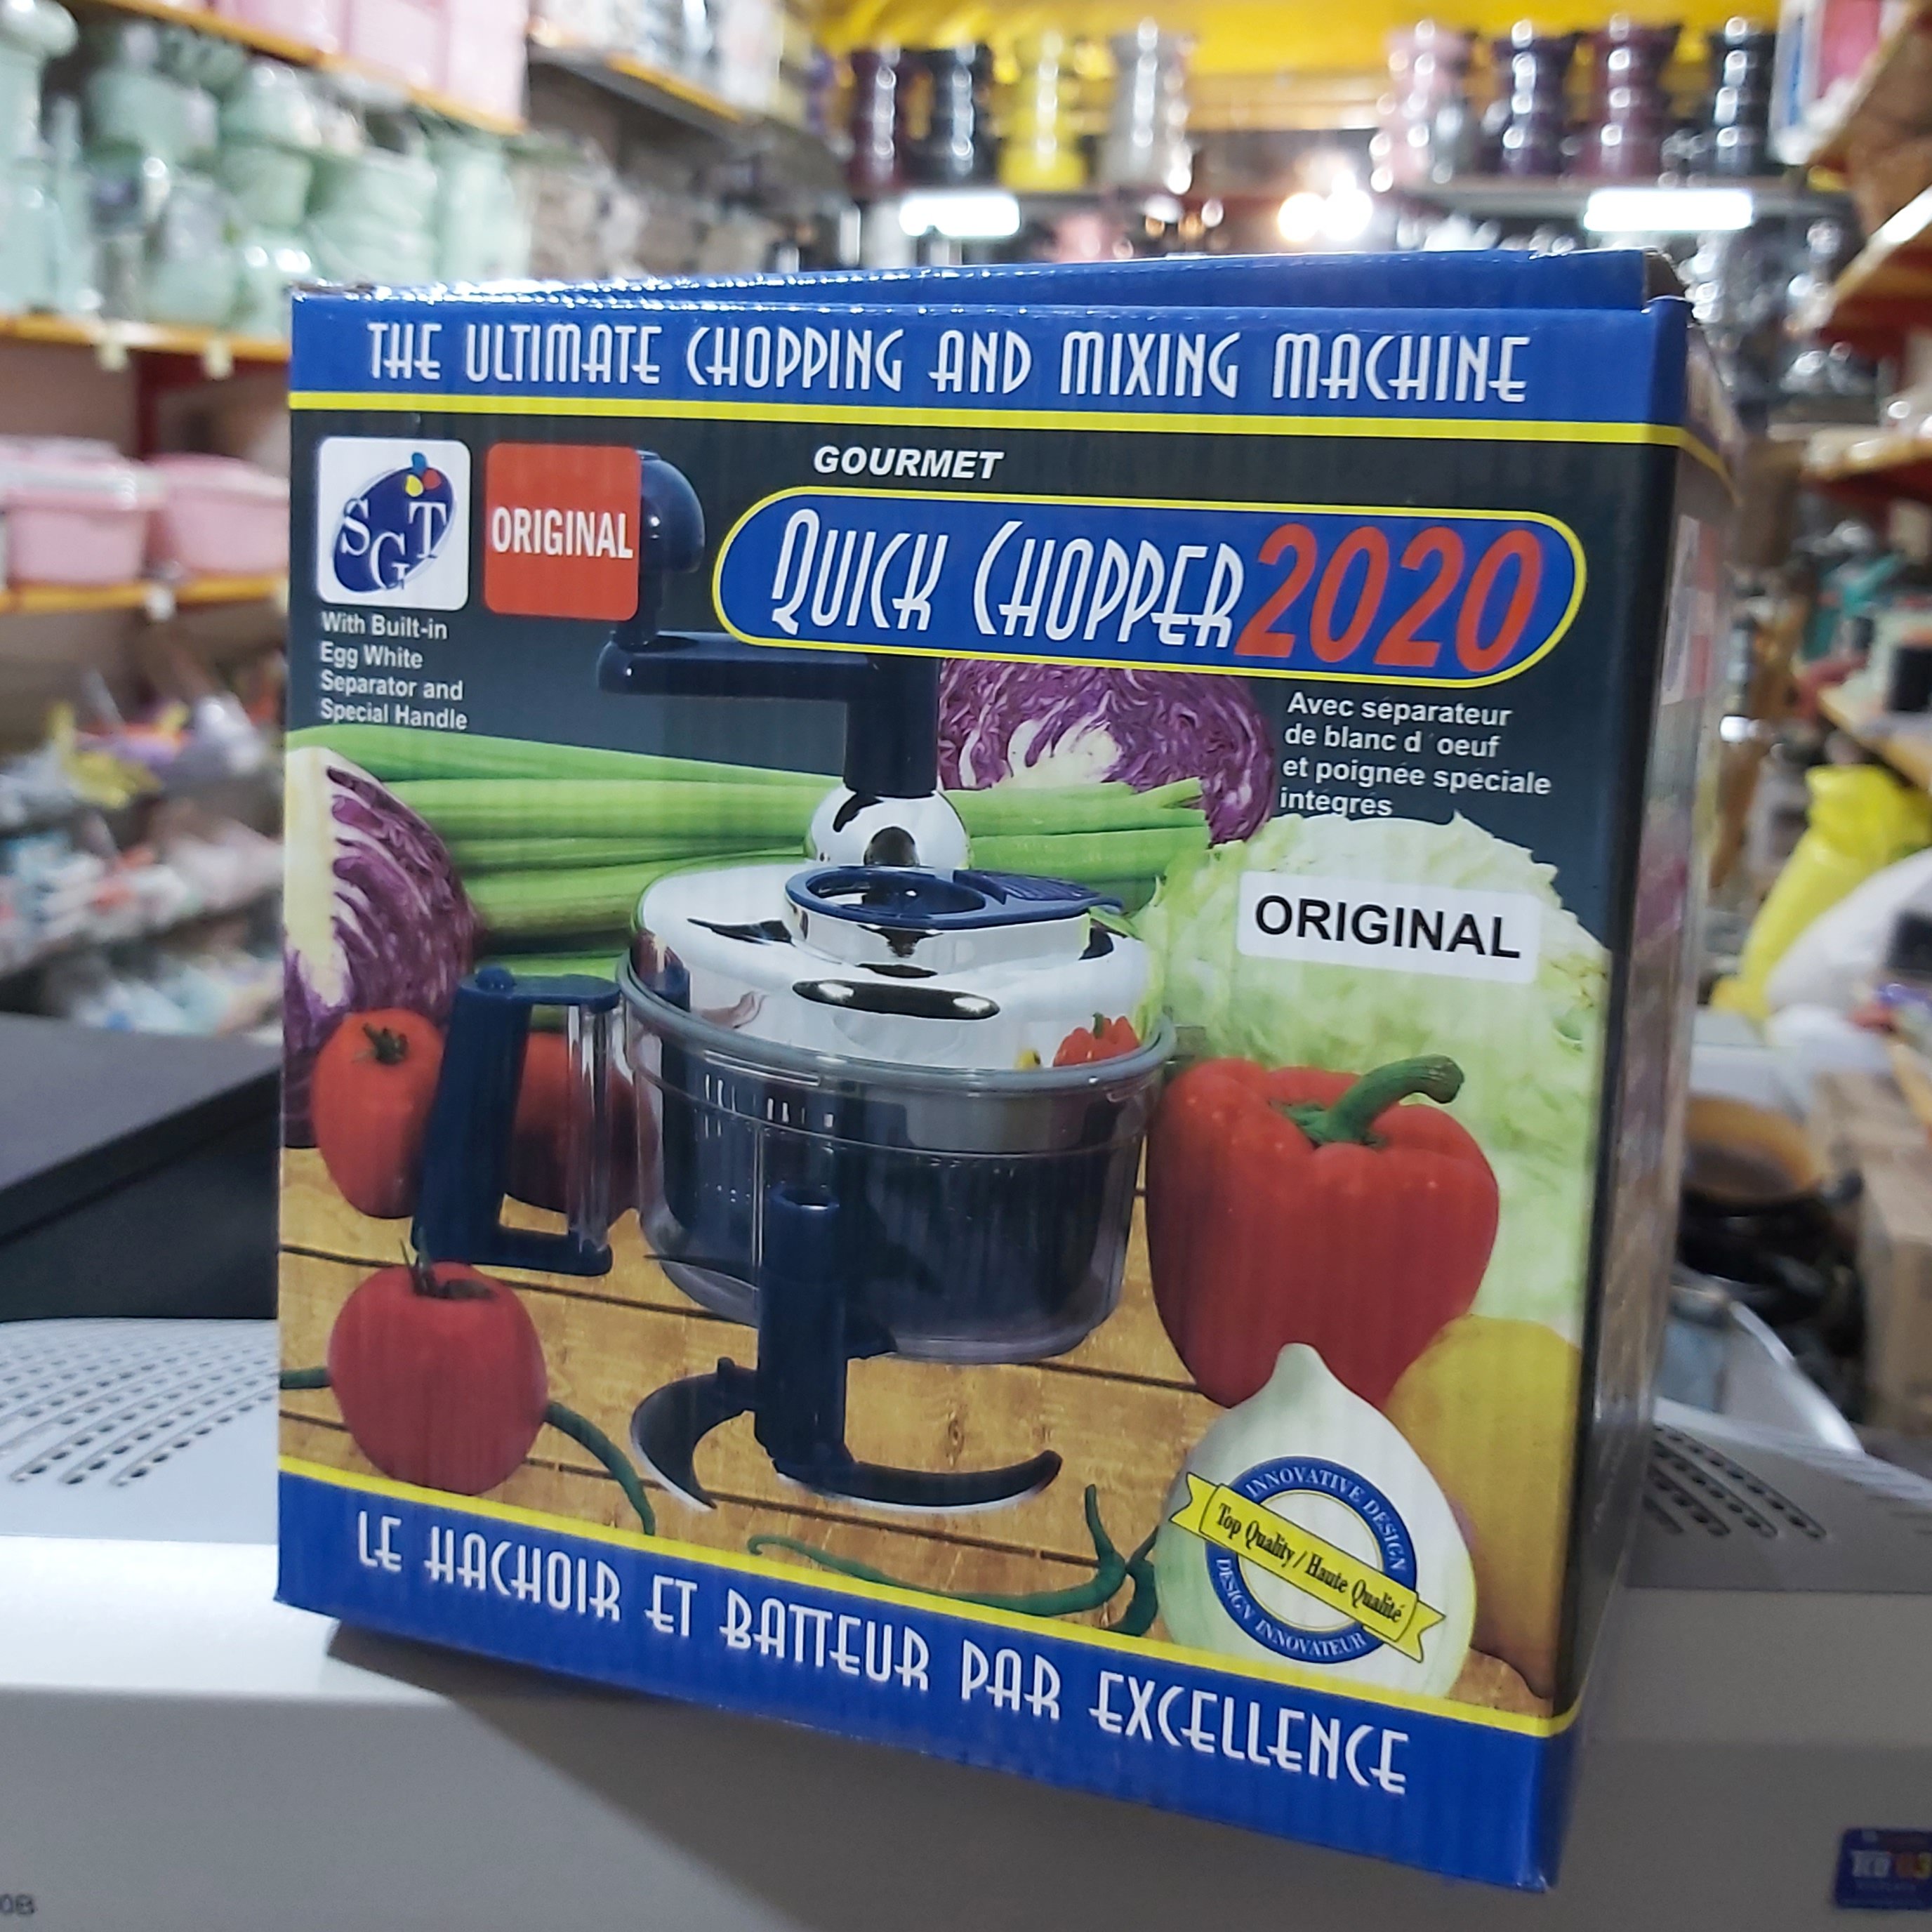 THE ULTIMATE CHOPPING AND MIXING MACHINE
SGT
ORIGINAL
GOURMET
QUICK CHOPPER 2020
With Built-in
Egg White
Separator and
Special Handle
Avec séparateur
de blanc d´oeuf
et poignée spéciale
intégrés
ORIGINAL
INNOVATIVE DESIGN
Top Quality / Haute Qualité
DESIGN INNOVATEUR
LE HACHOIR ET BATTEUR PAR EXCELLENCE